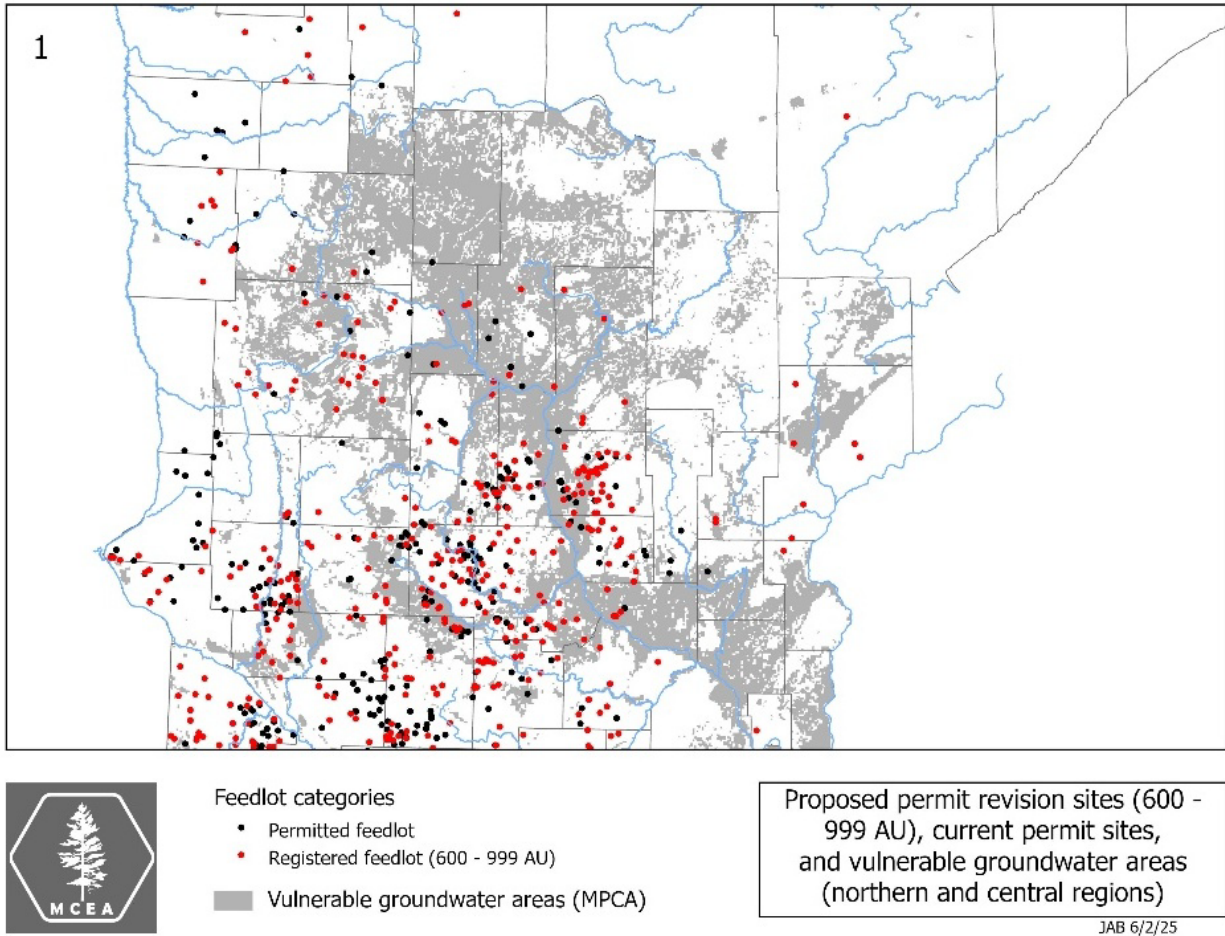 1
MCEA
Feedlot categories
Permitted feedlot
Registered feedlot (600 - 999 AU)
Vulnerable groundwater areas (MPCA)
Proposed permit revision sites (600 -
999 AU), current permit sites,
and vulnerable groundwater areas
(northern and central regions)
JAB 6/2/25